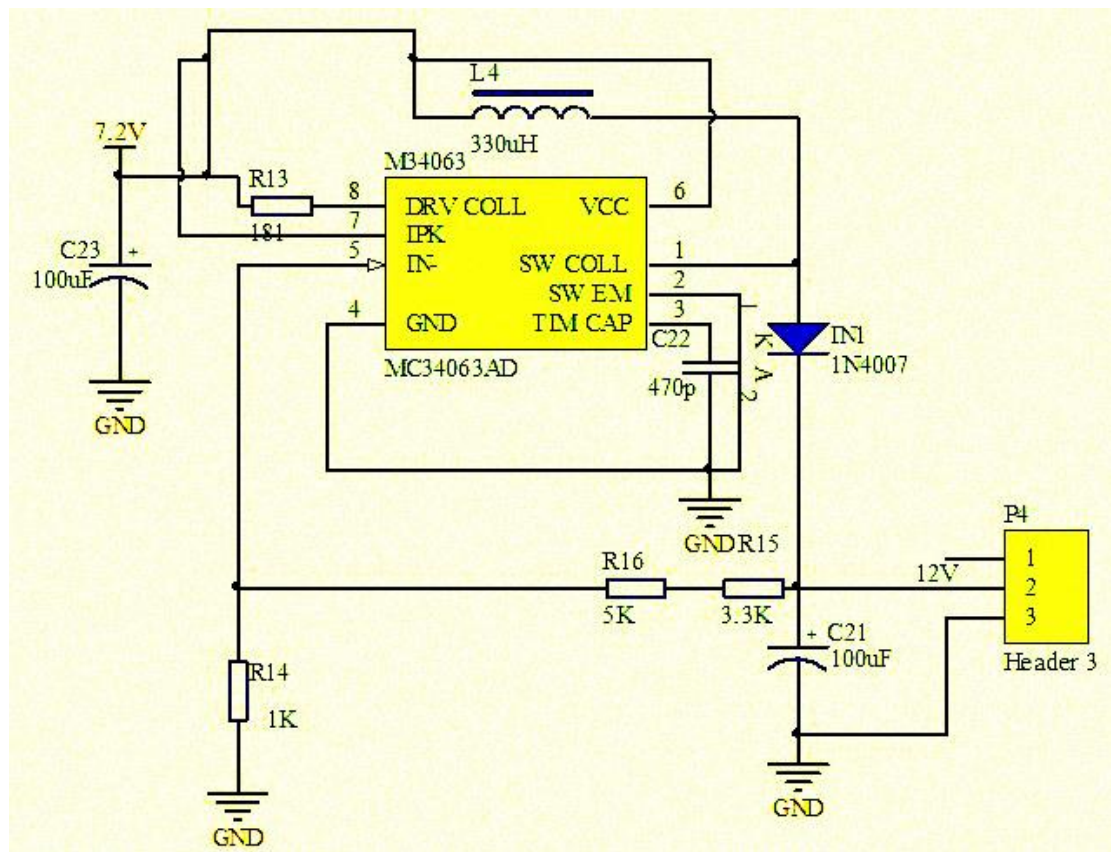 L4
330uH
7.2V
M34063
R13
181
8
7
5
4
DRV COLL
IPK
IN-
GND
VCC
SW COLL
SW EM
TIM CAP
6
1
2
3
MC34063AD
C23
+
100uF
GND
C22
470p
1
K
A
2
IN1
1N4007
GND
R15
R16
5K
3.3K
12V
P4
1
2
3
Header 3
+
C21
100uF
GND
R14
1K
GND